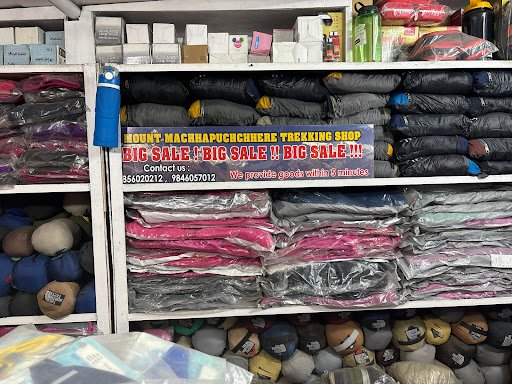 MOUNT MACHHAPUCHCHHERE TREKKING SHOP
BIG SALE ! BIG SALE !! BIG SALE !!!
Contact us :
856020212 , 9846057012
We provide goods within 5 minutes